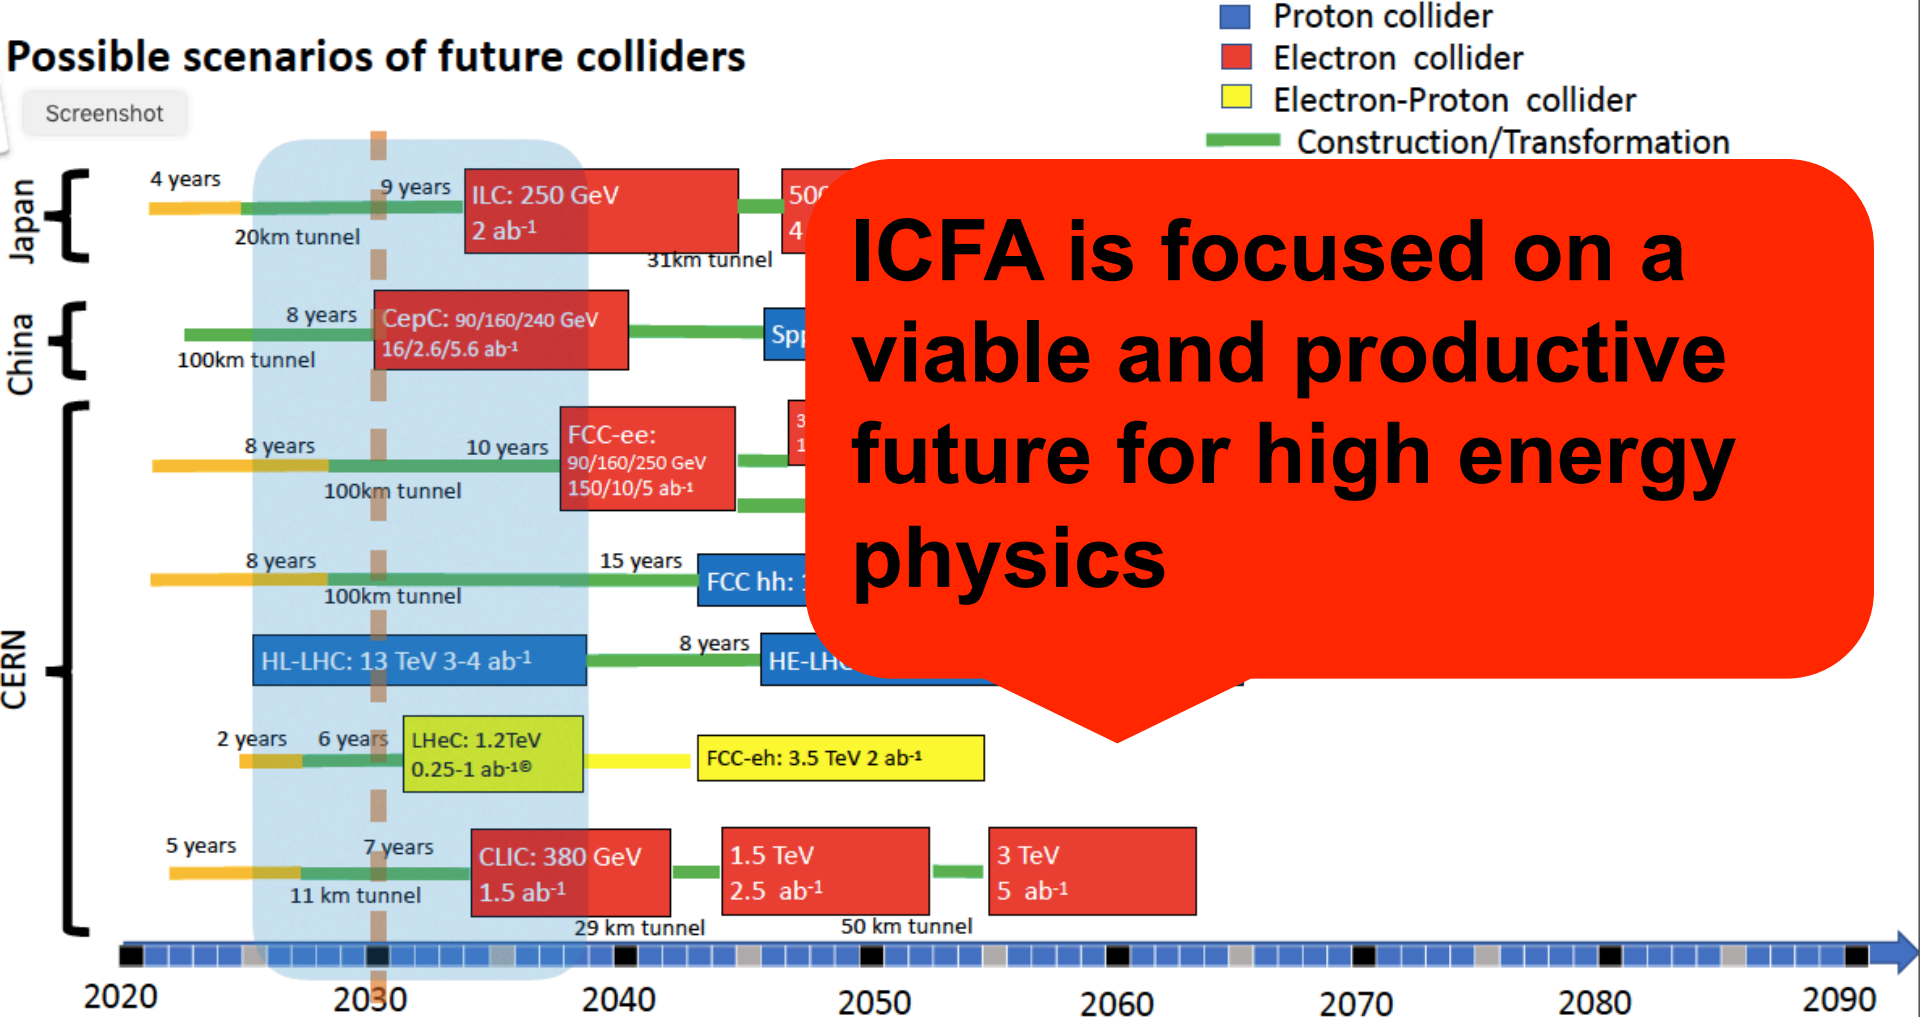 Possible scenarios of future colliders
Screenshot
Proton collider
Electron collider
Electron-Proton collider
Construction/Transformation
Japan
4 years
9 years
20km tunnel
ILC: 250 GeV
2 ab-1
31km tunnel
4
China
8 years
100km tunnel
CepC: 90/160/240 GeV
16/2.6/5.6 ab-1
CERN
8 years
10 years
100km tunnel
FCC-ee:
90/160/250 GeV
150/10/5 ab-1
8 years
15 years
100km tunnel
FCC hh:
HL-LHC: 13 TeV 3-4 ab-1
8 years
2 years
6 years
LHeC: 1.2TeV
0.25-1 ab-1©
FCC-eh: 3.5 TeV 2 ab-1
5 years
7 years
11 km tunnel
CLIC: 380 GeV
1.5 ab-1
29 km tunnel
1.5 TeV
2.5 ab-1
50 km tunnel
3 TeV
5 ab-1
ICFA is focused on a
viable and productive
future for high energy
physics
2020 2030 2040 2050 2060 2070 2080 2090